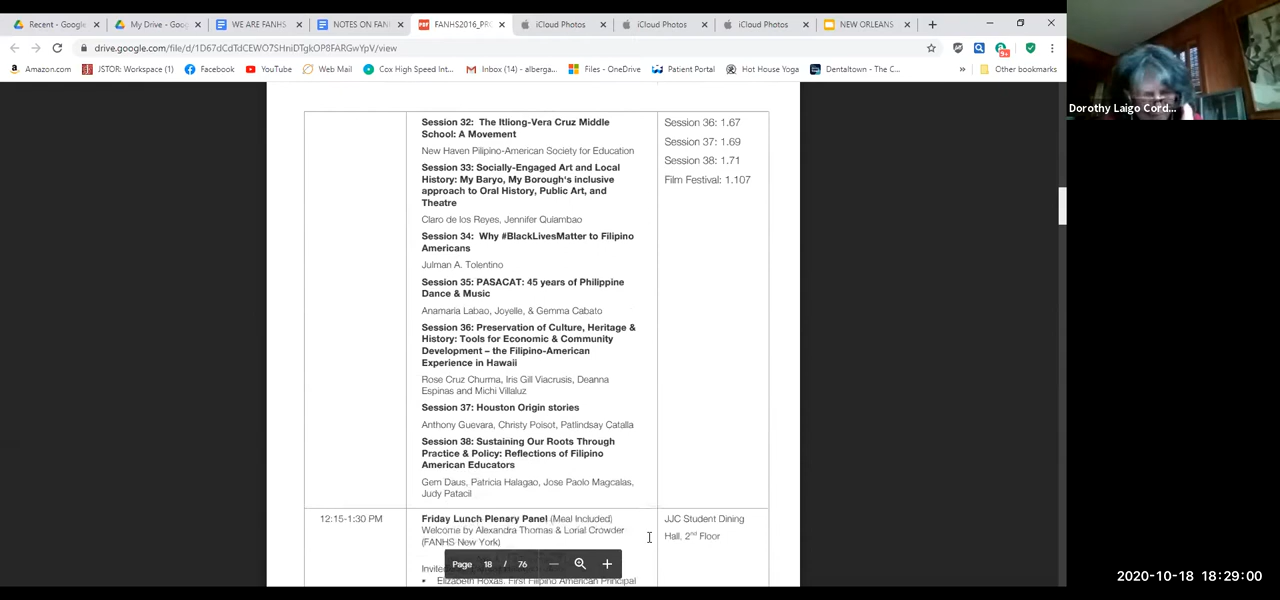 Recent - Google
My Drive - Goog
WE ARE FANHS
NOTES ON FAN
FANHS2016_PR
iCloud Photos
iCloud Photos
iCloud Photos
NEW ORLEANS
drive.google.com/file/d/1D67dCdTdCEWO7SHniDTgkOP8FARGwYpV/view
Amazon.com
JSTOR: Workspace (1)
Facebook
YouTube
Web Mail
Cox High Speed Int...
Inbox (14) - alberga...
Files - OneDrive
Patient Portal
Hot House Yoga
Dentaltown - The C...
Other bookmarks
Dorothy Laigo Cord...
Session 32: The Itliong-Vera Cruz Middle
School: A Movement
New Haven Pilipino-American Society for Education
Session 33: Socially-Engaged Art and Local
History: My Baryo, My Borough's inclusive
approach to Oral History, Public Art, and
Theatre
Claro de los Reyes, Jennifer Quiambao
Session 34: Why #BlackLivesMatter to Filipino
Americans
Julman A. Tolentino
Session 35: PASACAT: 45 years of Philippine
Dance & Music
Anamaria Labao, Joyelle, & Gemma Cabato
Session 36: Preservation of Culture, Heritage &
History: Tools for Economic & Community
Development – the Filipino-American
Experience in Hawaii
Rose Cruz Churma, Iris Gill Viacrusis, Deanna
Espinas and Michi Villaluz
Session 37: Houston Origin stories
Anthony Guevara, Christy Poisot, Patlindsay Catalla
Session 38: Sustaining Our Roots Through
Practice & Policy: Reflections of Filipino
American Educators
Gem Daus, Patricia Halagao, Jose Paolo Magcalas,
Judy Patacil
Session 36: 1.67
Session 37: 1.69
Session 38: 1.71
Film Festival: 1.107
12:15-1:30 PM
Friday Lunch Plenary Panel (Meal Included)
Welcome by Alexandra Thomas & Lorial Crowder
(FANHS New York)
• Elizabeth Roxas, First Filipino American Principal
JJC Student Dining
Hall, 2nd Floor
Page 18 / 76
2020-10-18 18:29:00